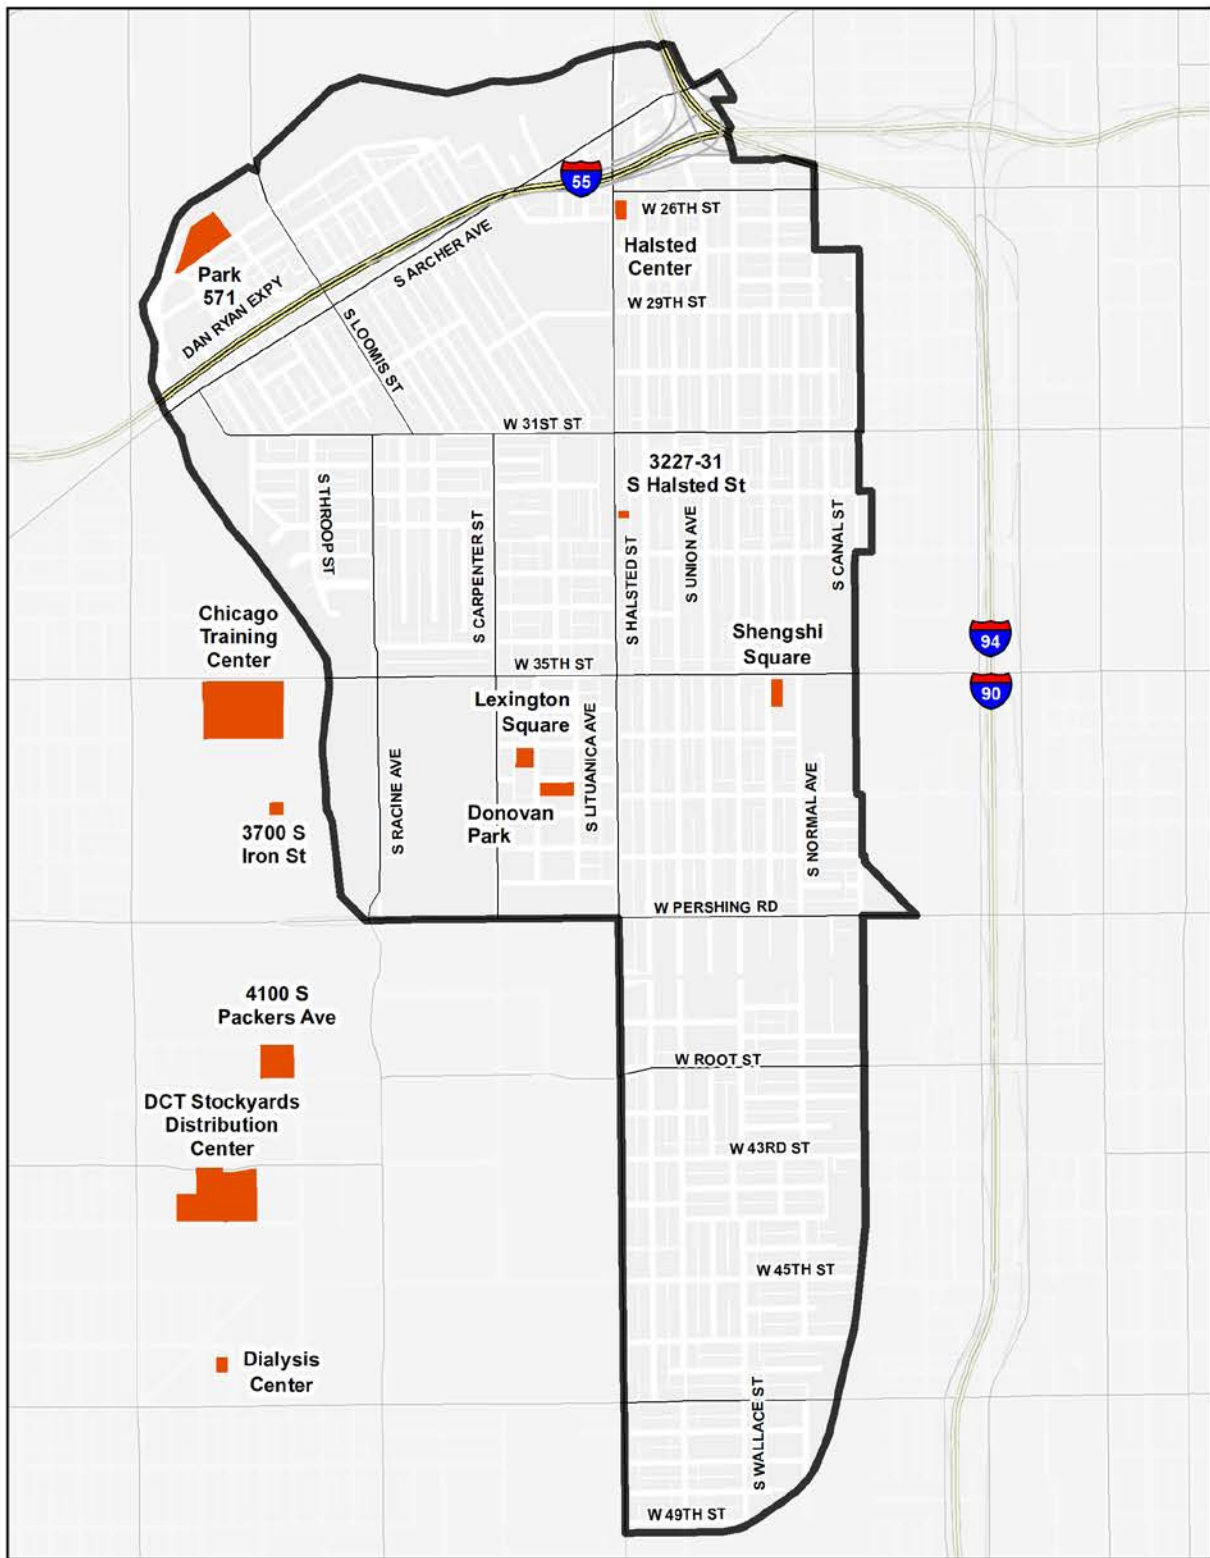 55
W 26TH ST
Halsted
Center
Park
571
S ARCHER AVE
DAN RYAN EXPY
W 29TH ST
S LOOMIS ST
W 31ST ST
3227-31
S Halsted St
S THROOP ST
S CARPENTER ST
S HALSTED ST
S UNION AVE
S CANAL ST
Chicago
Training
Center
Shengshi
Square
94
90
W 35TH ST
Lexington
Square
S LITUANICA AVE
S RACINE AVE
S NORMAL AVE
Donovan
Park
3700 S
Iron St
W PERSHING RD
4100 S
Packers Ave
W ROOT ST
DCT Stockyards
Distribution
Center
W 43RD ST
W 45TH ST
Dialysis
Center
S WALLACE ST
W 49TH ST